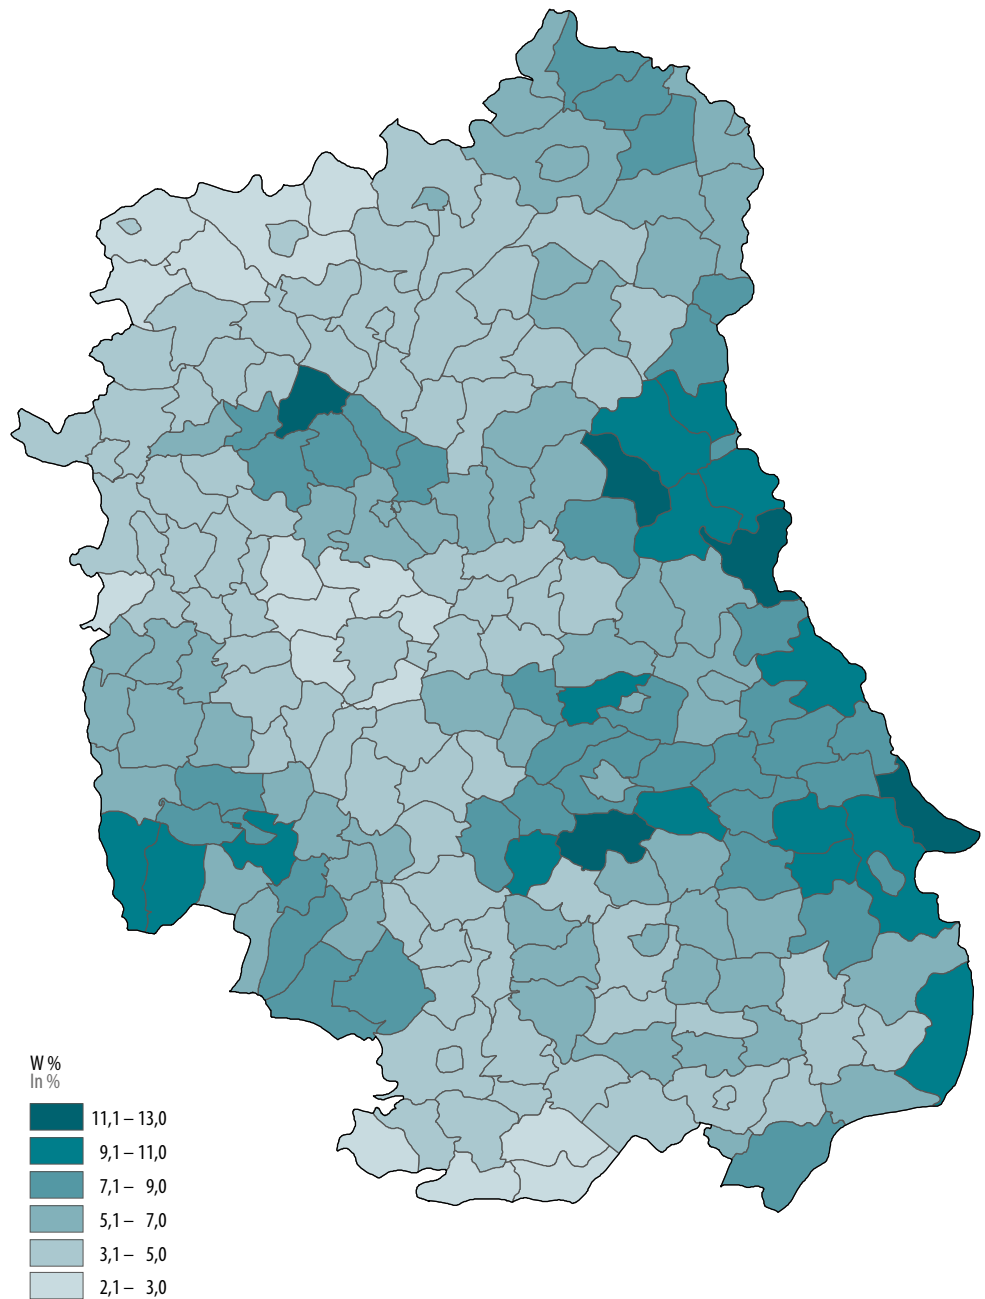 W %
In %
11,1 – 13,0
9,1 – 11,0
7,1 – 9,0
5,1 – 7,0
3,1 – 5,0
2,1 – 3,0